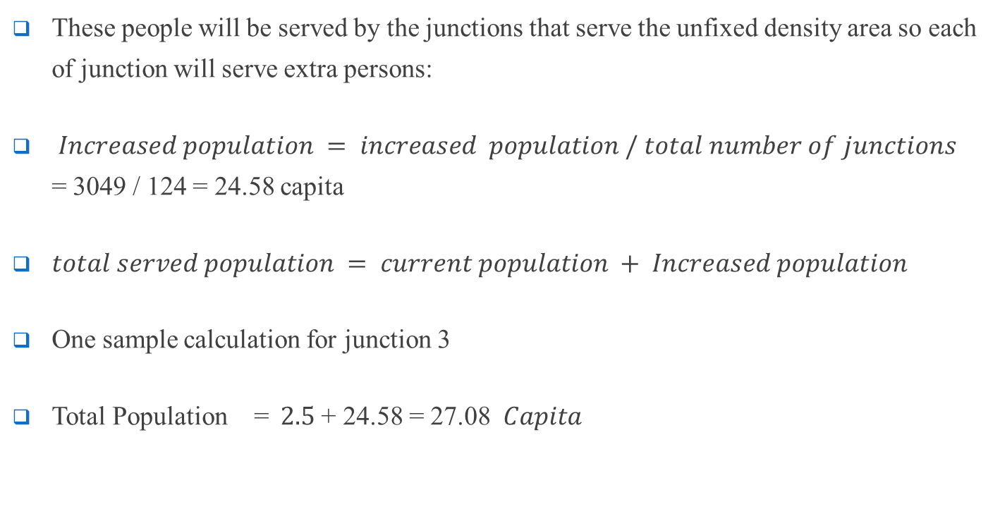 These people will be served by the junctions that serve the unfixed density area so each
of junction will serve extra persons:
Increased population = increased population / total number of junctions
= 3049 / 124 = 24.58 capita
total served population = current population + Increased population
One sample calculation for junction 3
Total Population = 2.5 + 24.58 = 27.08 Capita